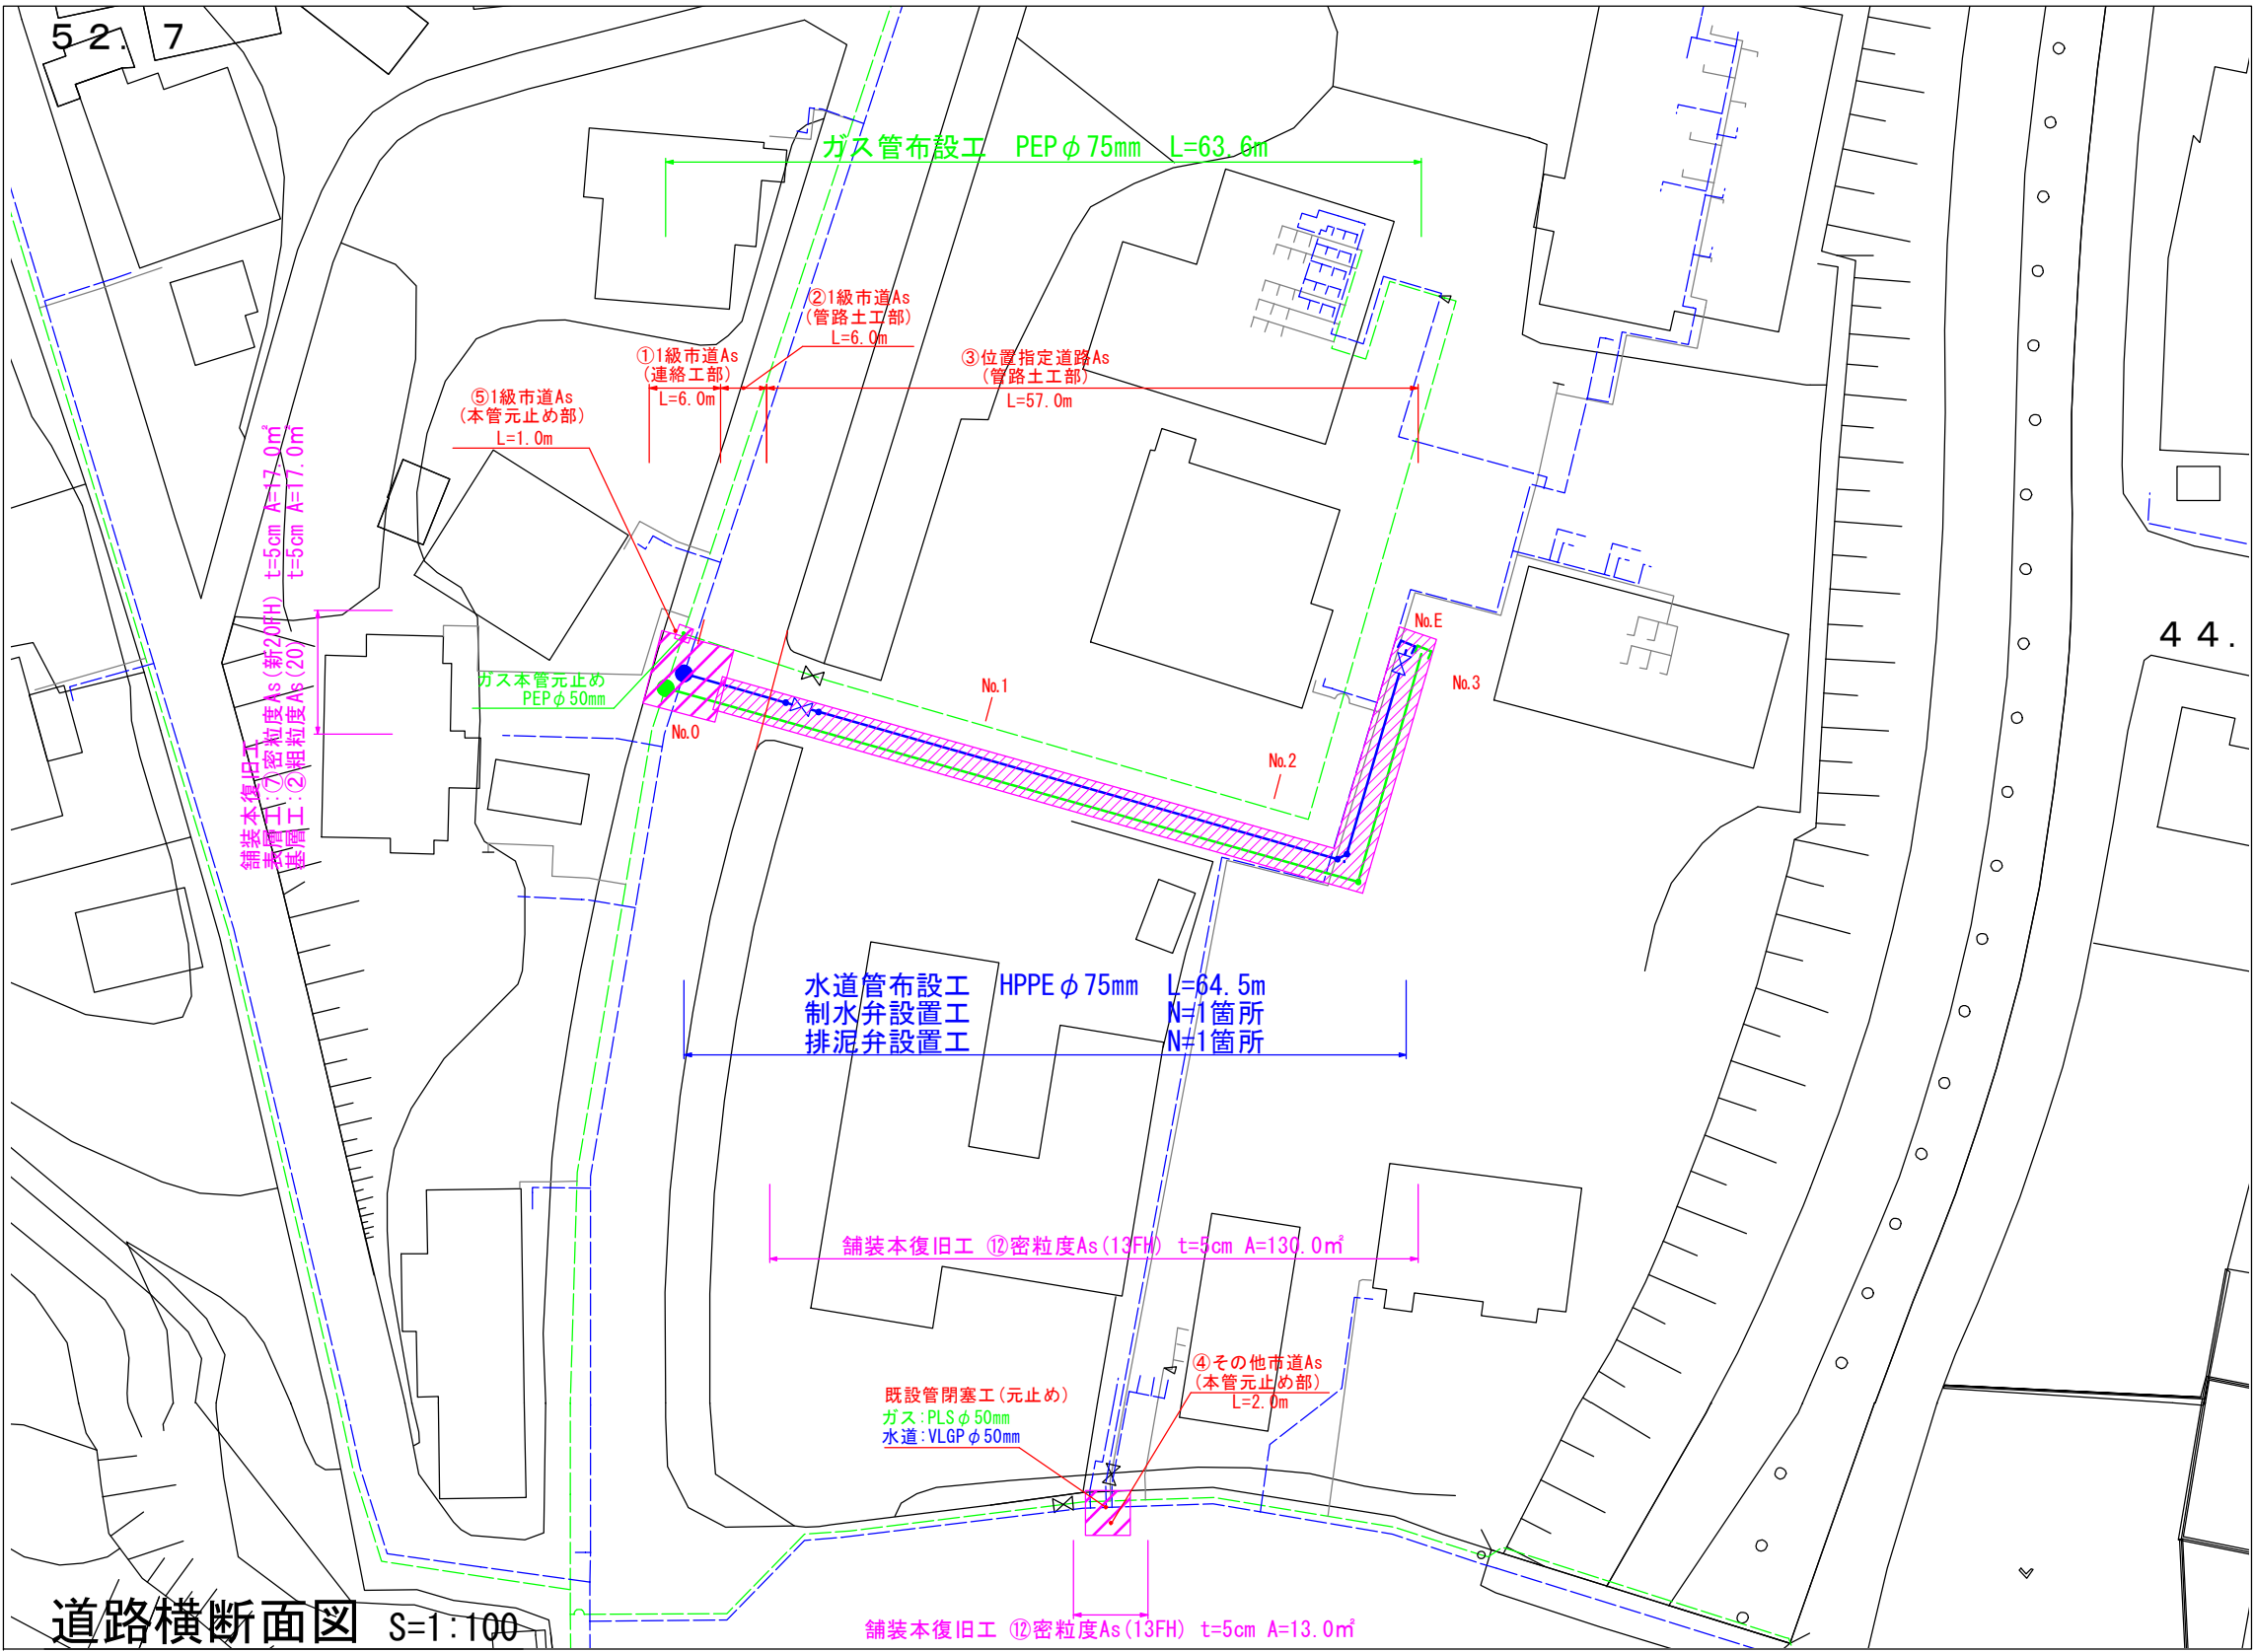 52.7
ガス管布設工 PEPφ75mm L=63.6m
②1級市道As
(管路土工部)
L=6.0m
①1級市道As
(連絡工部)
L=6.0m
③位置指定道路As
(管路土工部)
L=57.0m
⑤1級市道As
(本管元止め部)
L=1.0m
舗装本復旧工
表層工:⑦密粒度As(新20FH) t=5cm A=17.0㎡
基層工:②粗粒度As(20) t=5cm A=17.0㎡
No.E
44.
ガス本管元止め
PEPφ50mm
No.0
No.1
No.3
No.2
水道管布設工 HPPEφ75mm L=64.5m
制水弁設置工 N=1箇所
排泥弁設置工 N=1箇所
舗装本復旧工 ⑫密粒度As(13FH) t=5cm A=130.0㎡
④その他市道As
(本管元止め部)
L=2.0m
既設管閉塞工(元止め)
ガス:PLSφ50mm
水道:VLGPφ50mm
道路横断面図 S=1:100
舗装本復旧工 ⑫密粒度As(13FH) t=5cm A=13.0㎡